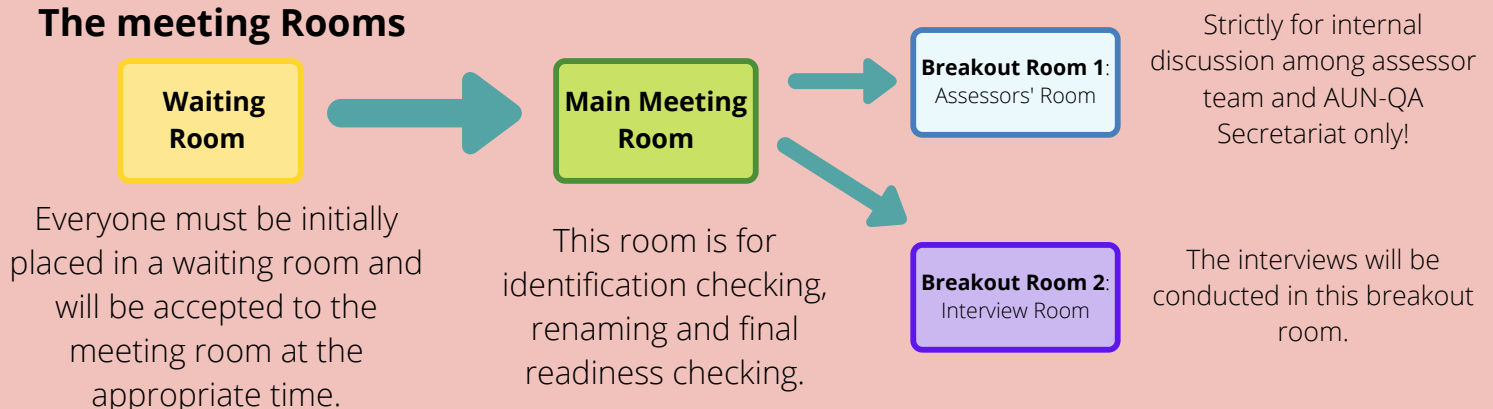 The meeting Rooms
Waiting
Room
Everyone must be initially
placed in a waiting room and
will be accepted to the
meeting room at the
appropriate time.
Main Meeting
Room
This room is for
identification checking,
renaming and final
readiness checking.
Breakout Room 1:
Assessors' Room
Strictly for internal
discussion among assessor
team and AUN-QA
Secretariat only!
Breakout Room 2:
Interview Room
The interviews will be
conducted in this breakout
room.